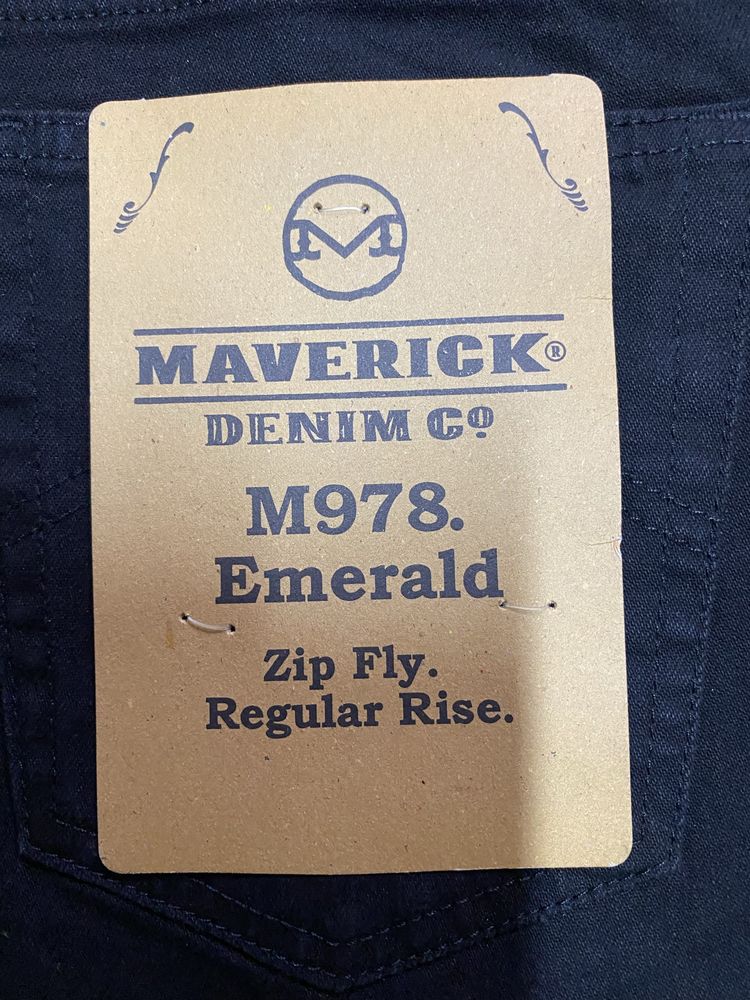 M
MAVERICK®
DENIM Cº
M978.
Emerald
Zip Fly.
Regular Rise.